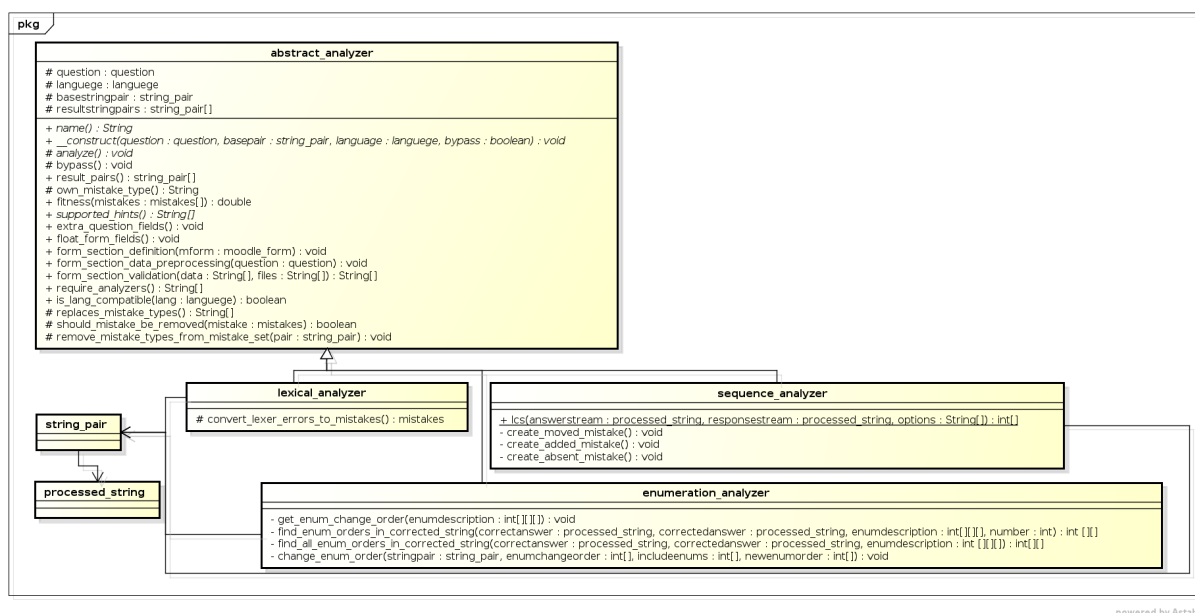 pkg
abstract_analyzer
# question : question
# languege : languege
# basestringpair : string_pair
# resultstringpairs : string_pair[]
+ name() : String
+ __construct(question : question, basepair : string_pair, language : languege, bypass : boolean) : void
# analyze() : void
# bypass() : void
+ result_pairs() : string_pair[]
# own_mistake_type() : String
+ fitness(mistakes : mistakes[]) : double
+ supported_hints() : String[]
+ extra_question_fields() : void
+ float_form_fields() : void
+ form_section_definition(mform : moodle_form) : void
+ form_section_data_preprocessing(question : question) : void
+ form_section_validation(data : String[], files : String[]) : String[]
+ require_analyzers() : String[]
+ is_lang_compatible(lang : languege) : boolean
# replaces_mistake_types() : String[]
# should_mistake_be_removed(mistake : mistakes) : boolean
# remove_mistake_types_from_mistake_set(pair : string_pair) : void
lexical_analyzer
# convert_lexer_errors_to_mistakes() : mistakes
sequence_analyzer
+ lcs(answerstream : processed_string, responsestream : processed_string, options : String[]) : int[]
- create_moved_mistake() : void
- create_added_mistake() : void
- create_absent_mistake() : void
string_pair
processed_string
enumeration_analyzer
- get_enum_change_order(enumdescription : int[][][]) : void
- find_enum_orders_in_corrected_string(correctanswer : processed_string, correctedanswer : processed_string, enumdescription : int[][][], number : int) : int [][]
- find_all_enum_orders_in_corrected_string(correctanswer : processed_string, correctedanswer : processed_string, enumdescription : int [][][]) : int[][]
- change_enum_order(stringpair : string_pair, enumchangeorder : int[], includeenums : int[], newenumorder : int[]) : void
powered by